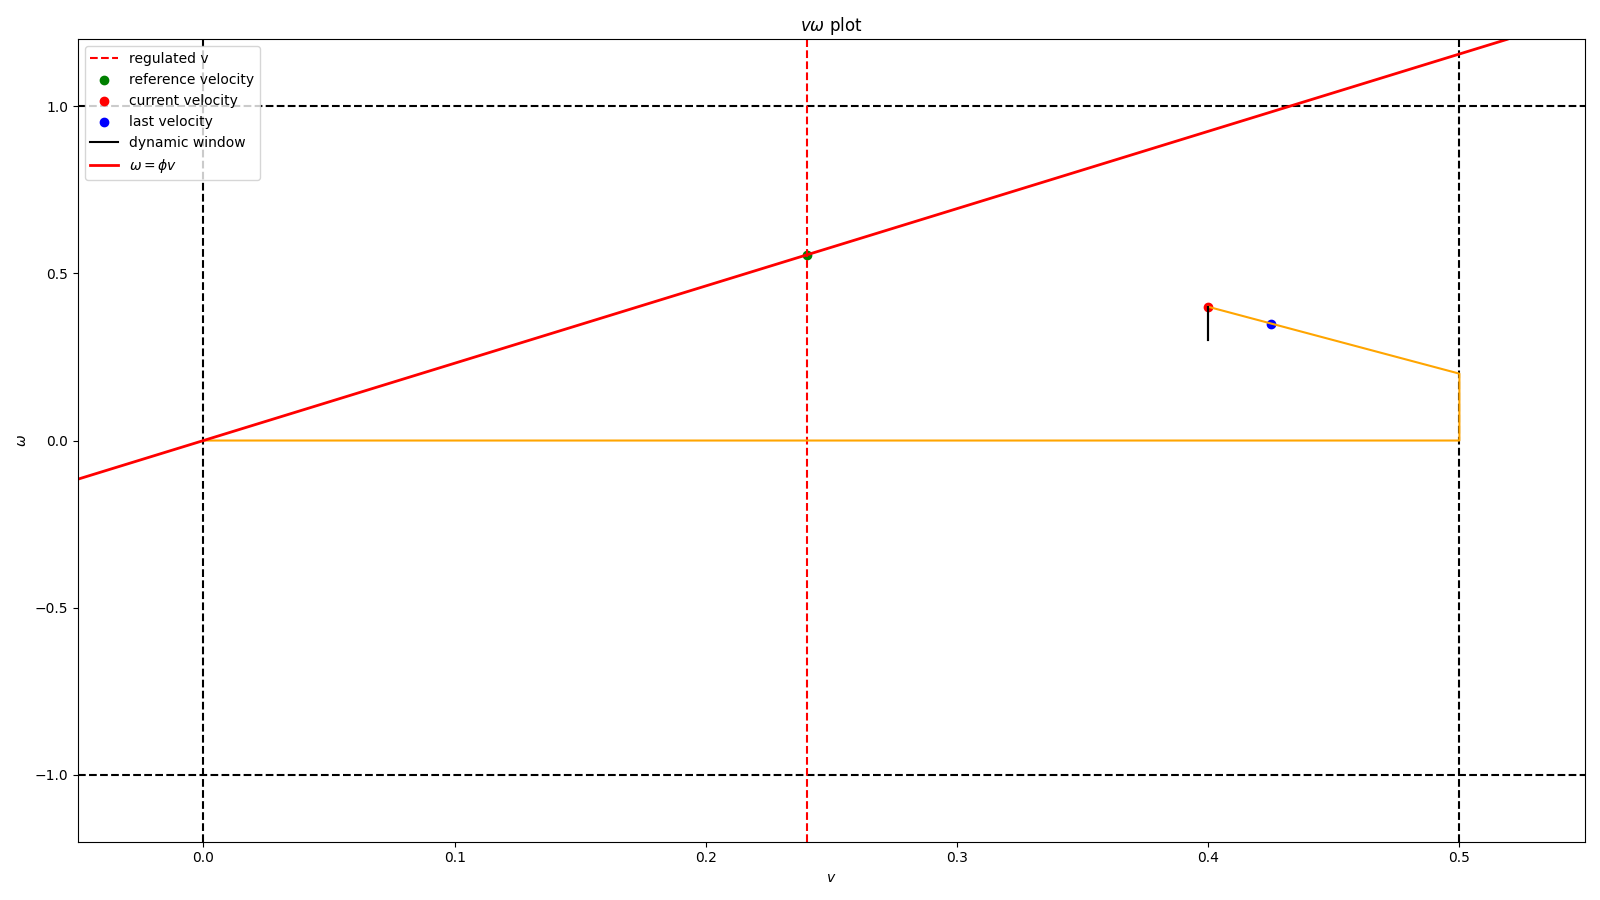 vω plot
regulated v
reference velocity
current velocity
last velocity
dynamic window
ω = ϕv
1.0
0.5
0.0
−0.5
−1.0
ω
0.0 0.1 0.2 0.3 0.4 0.5
v